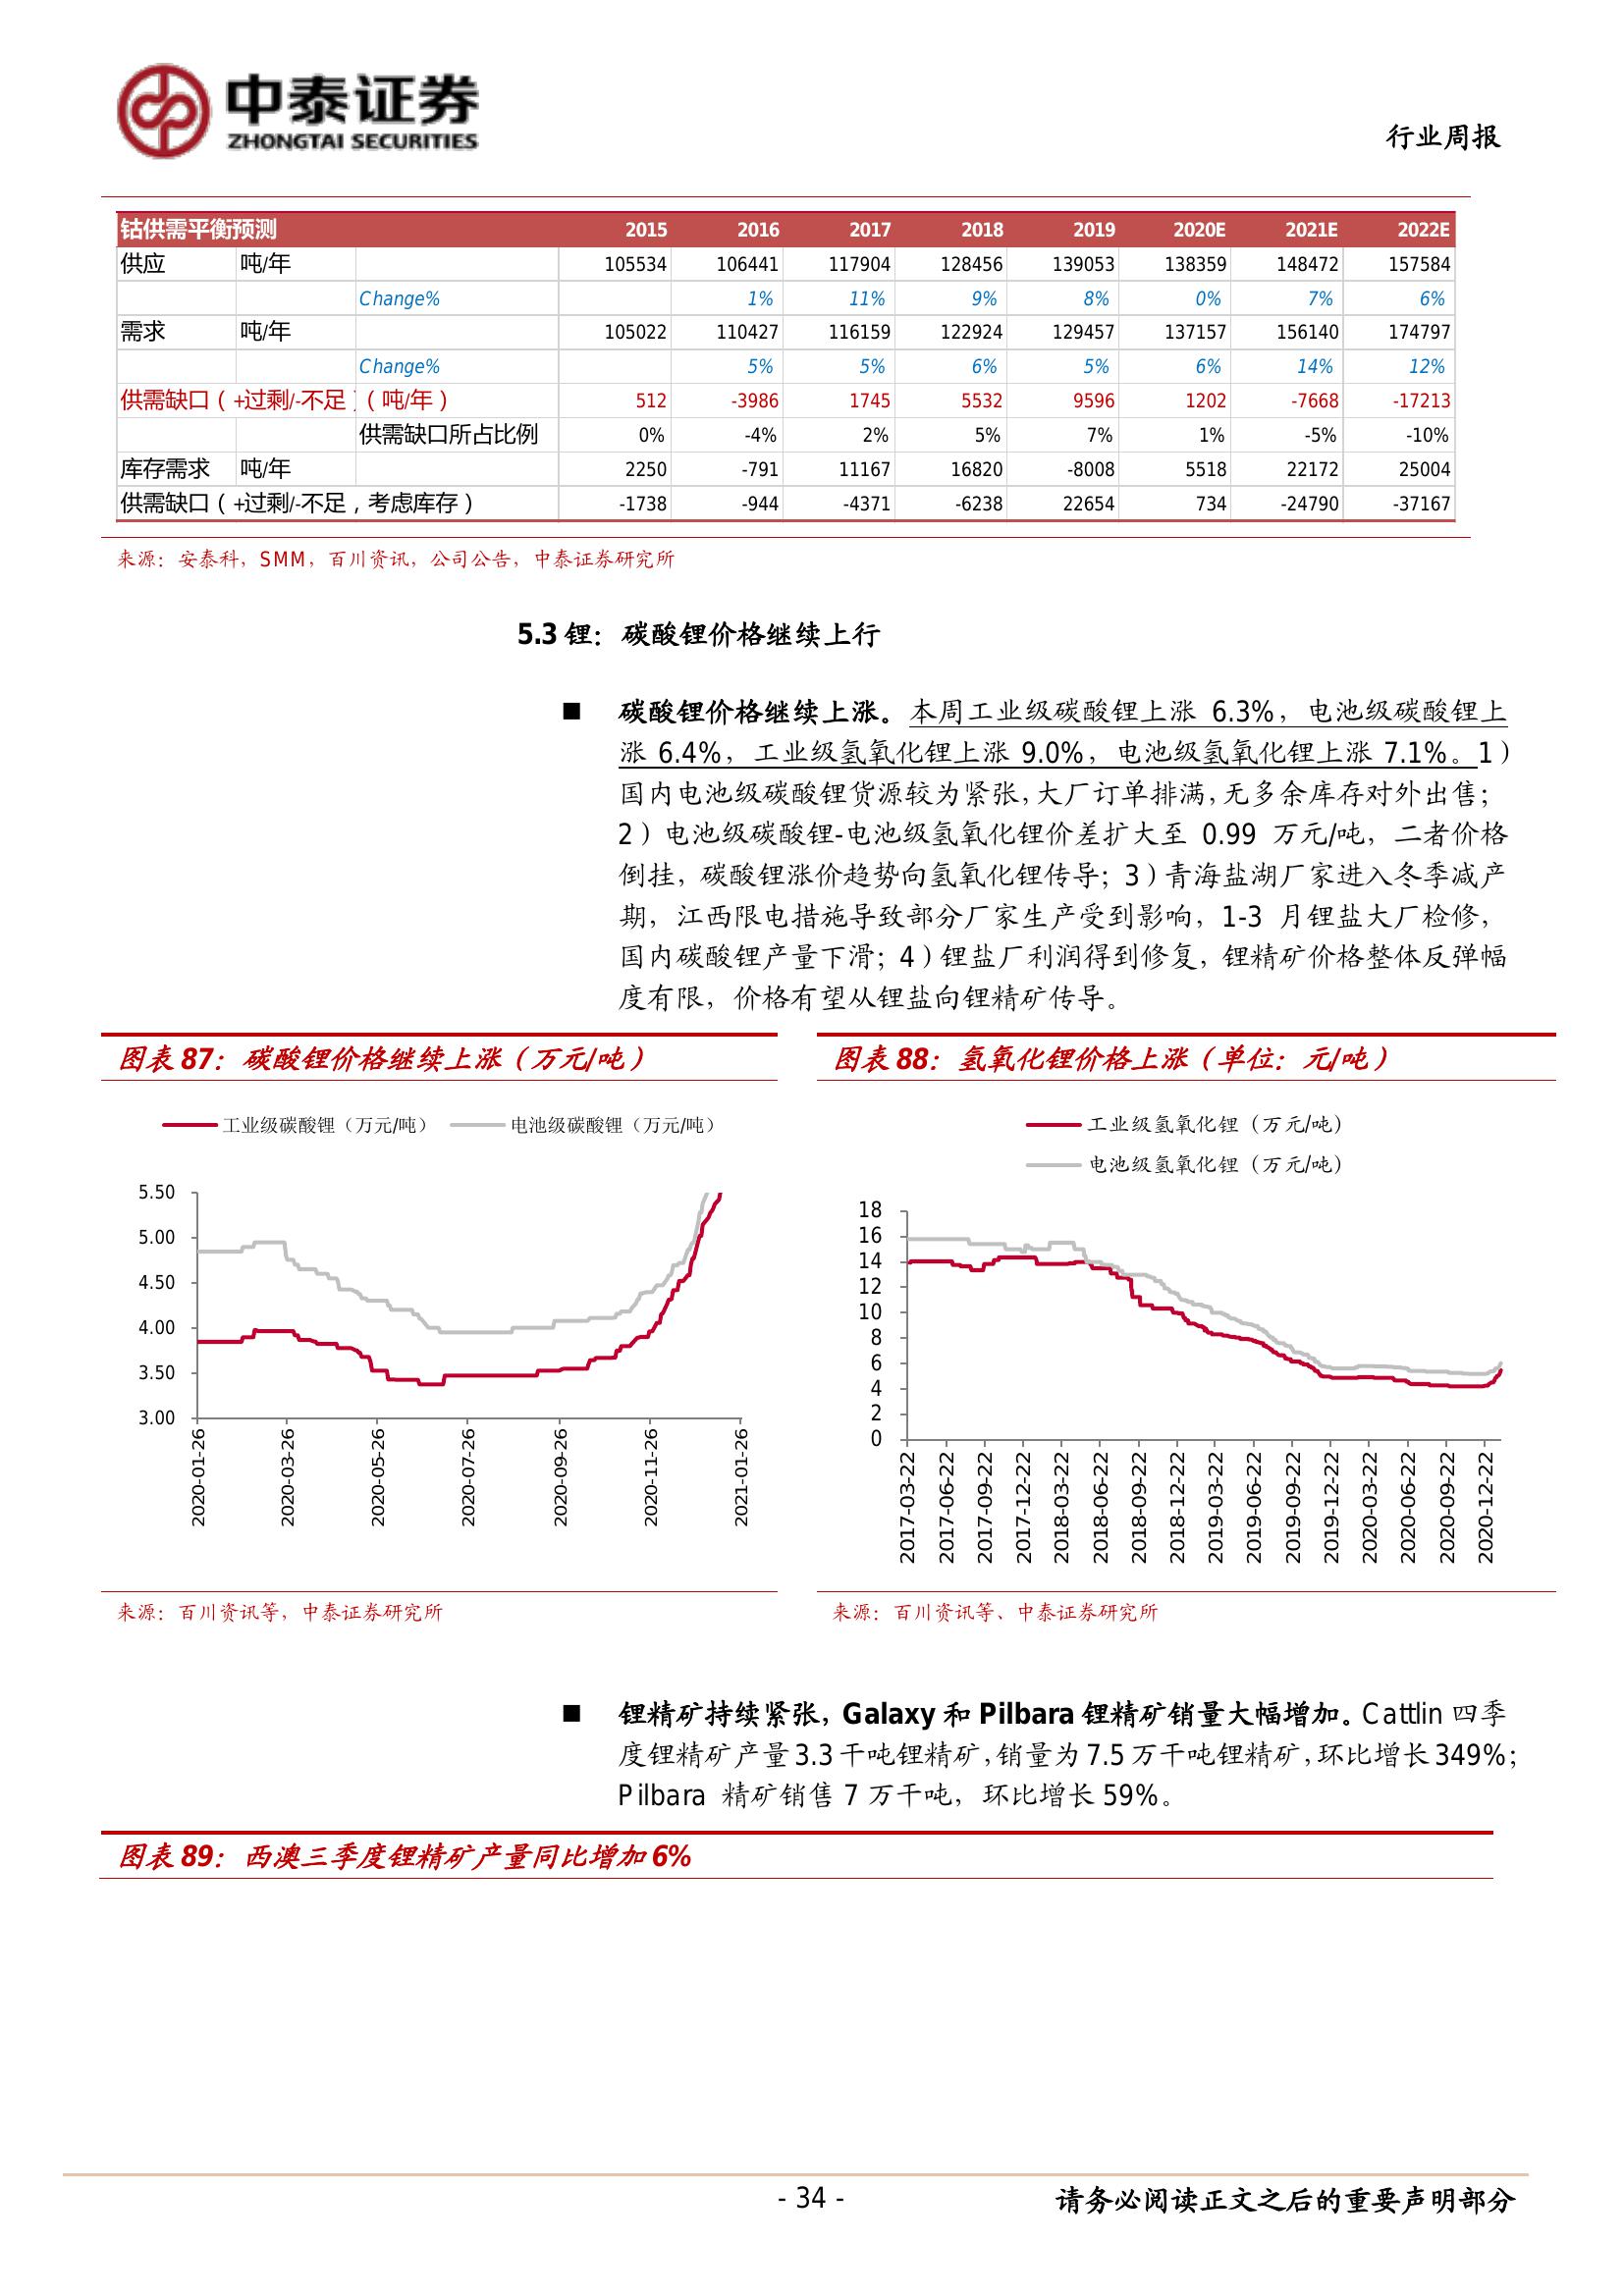 中泰证券
ZHONGTAI SECURITIES
行业周报
钴供需平衡预测 2015 2016 2017 2018 2019 2020E 2021E 2022E
供应 吨/年 105534 106441 117904 128456 139053 138359 148472 157584
Change% 1% 11% 9% 8% 0% 7% 6%
需求 吨/年 105022 110427 116159 122924 129457 137157 156140 174797
Change% 5% 5% 6% 5% 6% 14% 12%
供需缺口（+过剩/-不足）（吨/年） 512 -3986 1745 5532 9596 1202 -7668 -17213
供需缺口所占比例 0% -4% 2% 5% 7% 1% -5% -10%
库存需求 吨/年 2250 -791 11167 16820 -8008 5518 22172 25004
供需缺口（+过剩/-不足，考虑库存） -1738 -944 -4371 -6238 22654 734 -24790 -37167
来源：安泰科，SMM，百川资讯，公司公告，中泰证券研究所
5.3 锂：碳酸锂价格继续上行
■ 碳酸锂价格继续上涨。本周工业级碳酸锂上涨 6.3%，电池级碳酸锂上
涨 6.4%，工业级氢氧化锂上涨 9.0%，电池级氢氧化锂上涨 7.1%。1）
国内电池级碳酸锂货源较为紧张，大厂订单排满，无多余库存对外出售；
2）电池级碳酸锂-电池级氢氧化锂价差扩大至 0.99 万元/吨，二者价格
倒挂，碳酸锂涨价趋势向氢氧化锂传导；3）青海盐湖厂家进入冬季减产
期，江西限电措施导致部分厂家生产受到影响，1-3 月锂盐大厂检修，
国内碳酸锂产量下滑；4）锂盐厂利润得到修复，锂精矿价格整体反弹幅
度有限，价格有望从锂盐向锂精矿传导。
图表 87：碳酸锂价格继续上涨（万元/吨）
工业级碳酸锂（万元/吨） 电池级碳酸锂（万元/吨）
5.50
5.00
4.50
4.00
3.50
3.00
2020-01-26 2020-03-26 2020-05-26 2020-07-26 2020-09-26 2020-11-26 2021-01-26
来源：百川资讯等，中泰证券研究所
图表 88：氢氧化锂价格上涨（单位：元/吨）
工业级氢氧化锂（万元/吨）
电池级氢氧化锂（万元/吨）
18
16
14
12
10
8
6
4
2
0
2017-03-22 2017-06-22 2017-09-22 2017-12-22 2018-03-22 2018-06-22 2018-09-22 2018-12-22 2019-03-22 2019-06-22 2019-09-22 2019-12-22 2020-03-22 2020-06-22 2020-09-22 2020-12-22
来源：百川资讯等、中泰证券研究所
■ 锂精矿持续紧张，Galaxy 和 Pilbara 锂精矿销量大幅增加。Cattlin 四季
度锂精矿产量 3.3 千吨锂精矿，销量为 7.5 万干吨锂精矿，环比增长 349%；
Pilbara 精矿销售 7 万干吨，环比增长 59%。
图表 89：西澳三季度锂精矿产量同比增加 6%
- 34 -
请务必阅读正文之后的重要声明部分